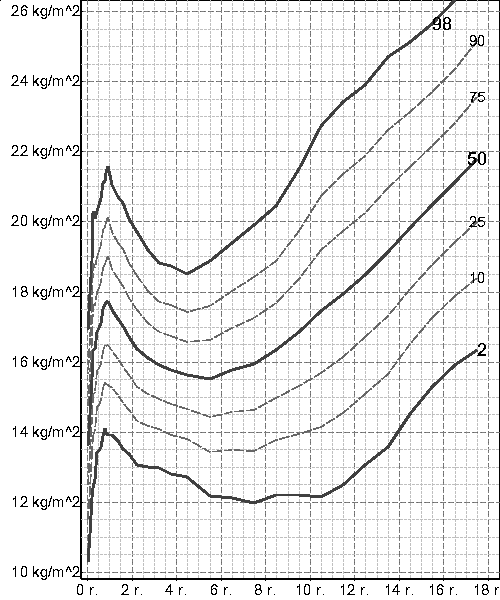 26 kg/m^2
98
90
24 kg/m^2
75
22 kg/m^2
50
20 kg/m^2
25
18 kg/m^2
10
16 kg/m^2
2
14 kg/m^2
12 kg/m^2
10 kg/m^2
0 r. 2 r. 4 r. 6 r. 8 r. 10 r. 12 r. 14 r. 16 r. 18 r